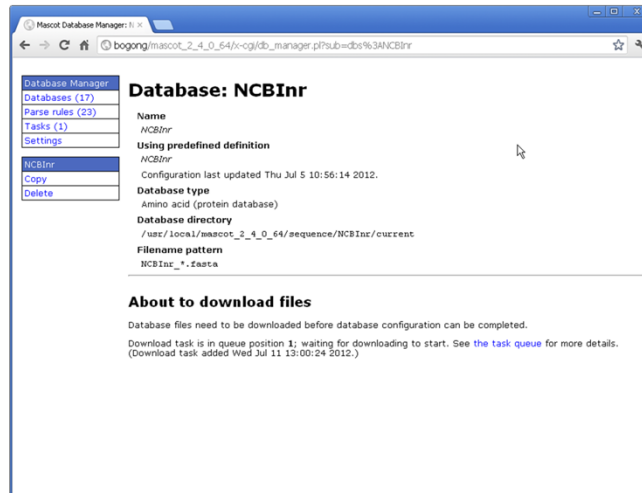 Mascot Database Manager: N
bogong/mascot_2_4_0_64/x-cgi/db_manager.pl?sub=dbs%3ANCBInr
Database Manager
Databases (17)
Parse rules (23)
Tasks (1)
Settings
NCBInr
Copy
Delete
Database: NCBInr
Name
NCBInr
Using predefined definition
NCBInr
Configuration last updated Thu Jul 5 10:56:14 2012.
Database type
Amino acid (protein database)
Database directory
/usr/local/mascot_2_4_0_64/sequence/NCBInr/current
Filename pattern
NCBInr_*.fasta
About to download files
Database files need to be downloaded before database configuration can be completed.
Download task is in queue position 1; waiting for downloading to start. See the task queue for more details.
(Download task added Wed Jul 11 13:00:24 2012.)